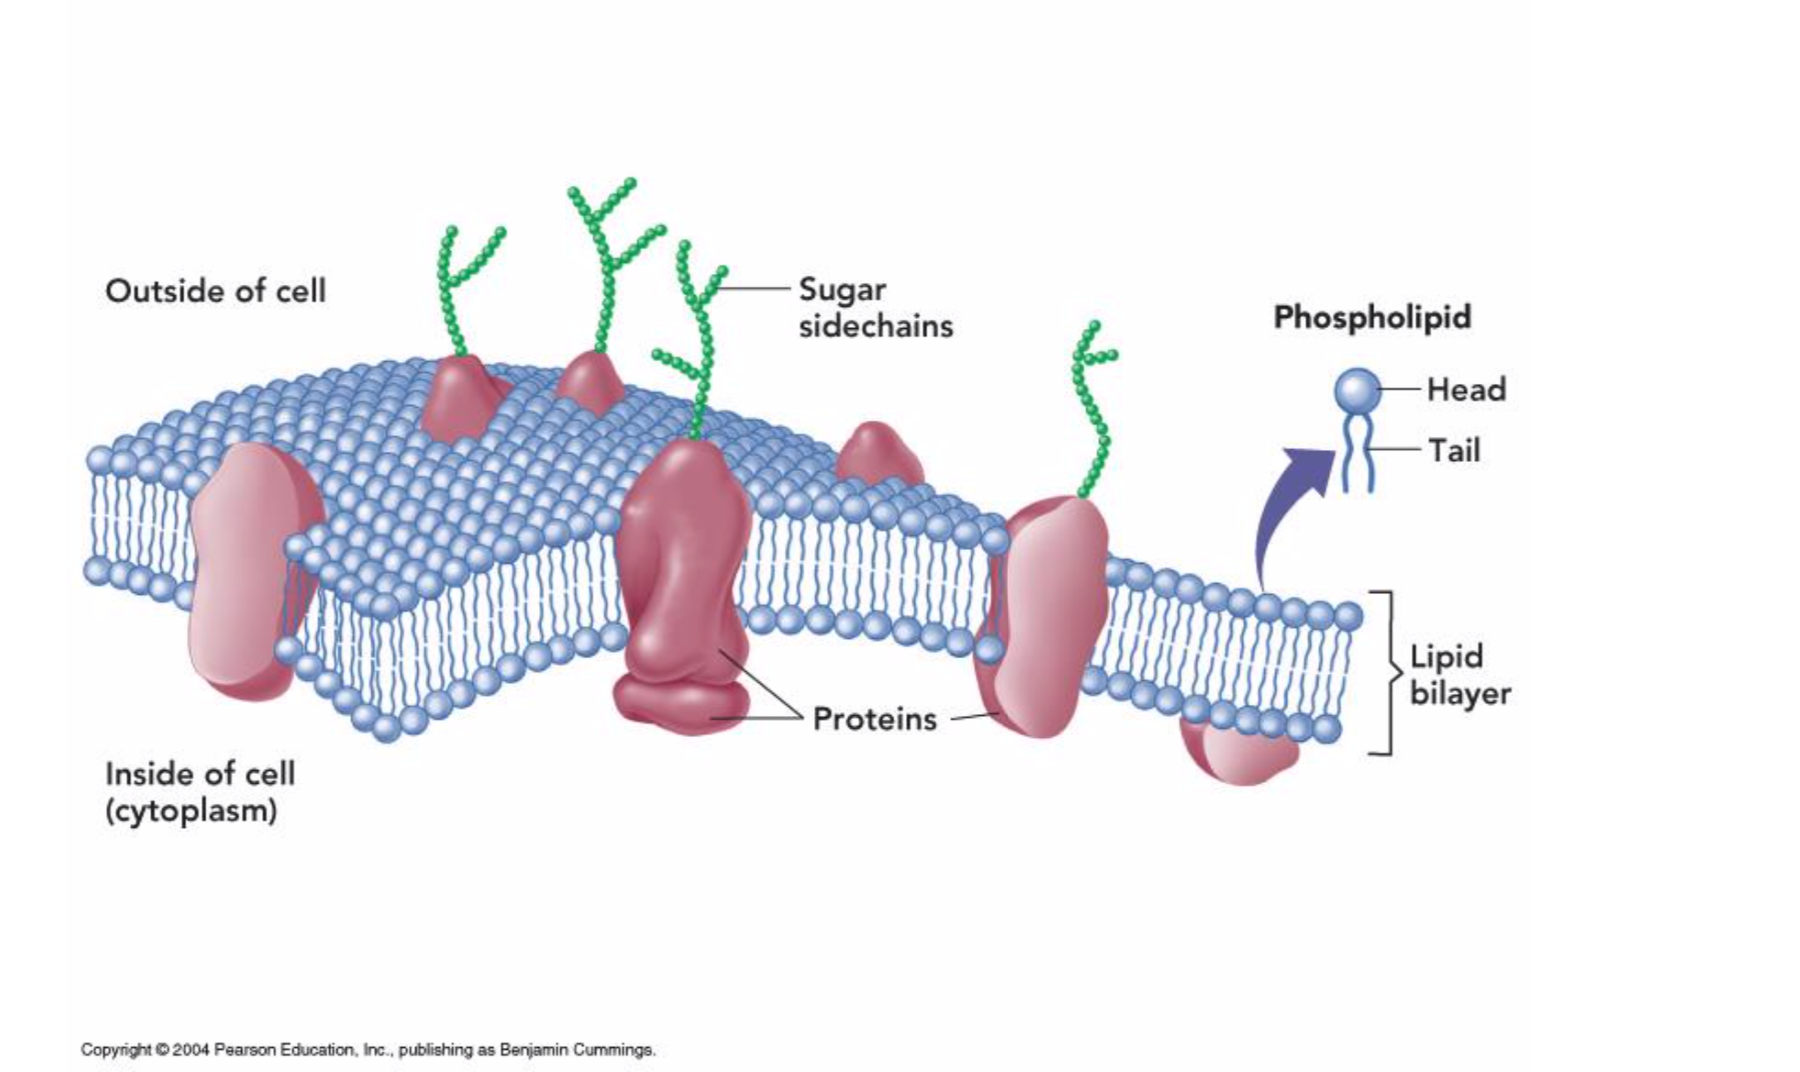 Outside of cell
Sugar
sidechains
Phospholipid
Head
Tail
Lipid
bilayer
Proteins
Inside of cell
(cytoplasm)
Copyright © 2004 Pearson Education, Inc., publishing as Benjamin Cummings.